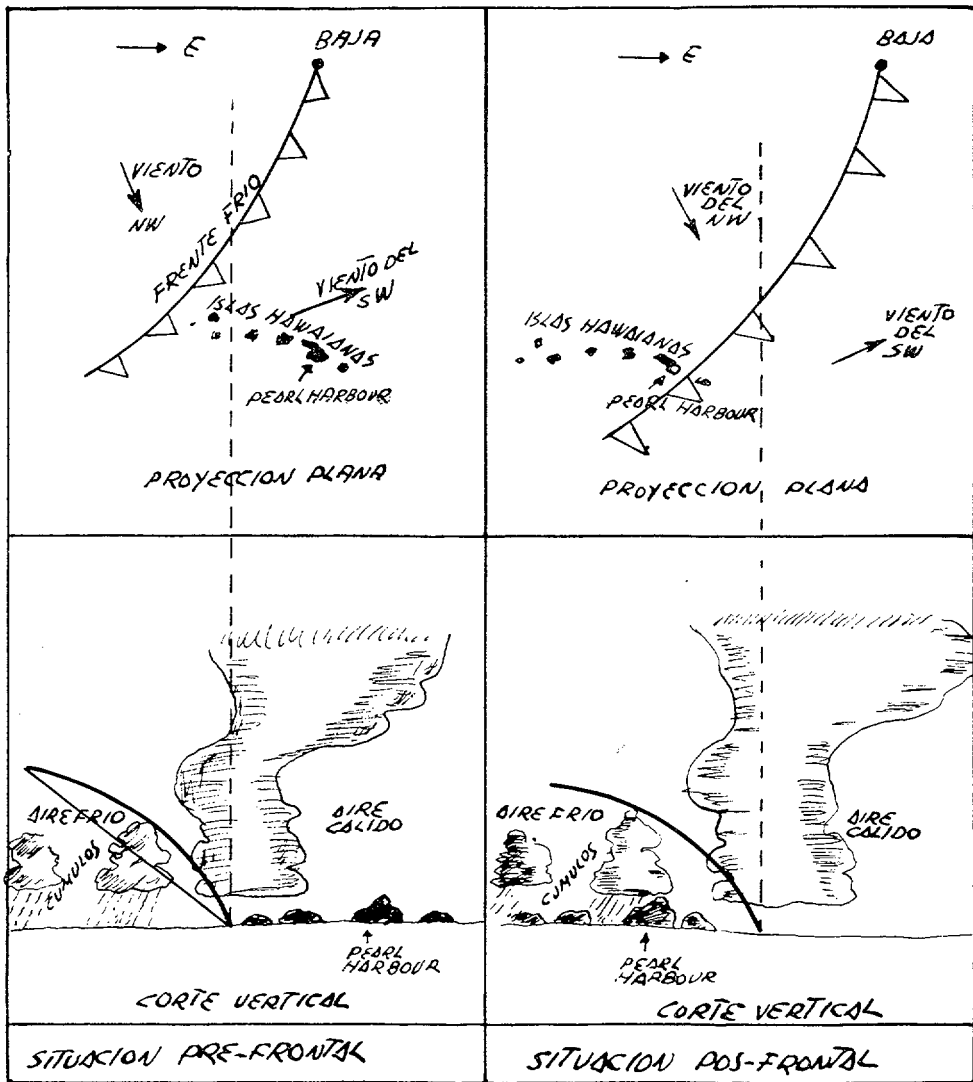 E
BAJA
VIENTO
NW
FRENTE FRIO
VIENTO DEL
SW
ISLAS HAWAIANAS
PEARL HARBOUR
PROYECCION PLANA
E
BAJA
VIENTO
DEL
NW
ISLAS HAWAIANAS
VIENTO
DEL
SW
PEARL HARBOUR
PROYECCION PLANA
AIRE FRIO
CUMULOS
AIRE
CALIDO
PEARL
HARBOUR
CORTE VERTICAL
AIRE FRIO
CUMULOS
AIRE
CALIDO
PEARL
HARBOUR
CORTE VERTICAL
SITUACION PRE-FRONTAL
SITUACION POS-FRONTAL